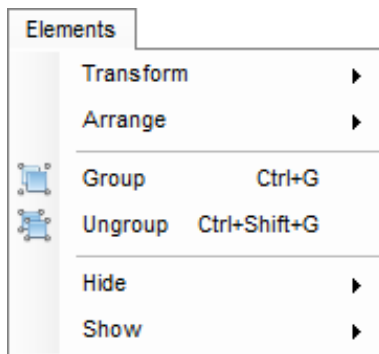 Elements
Transform
Arrange
Group Ctrl+G
Ungroup Ctrl+Shift+G
Hide
Show